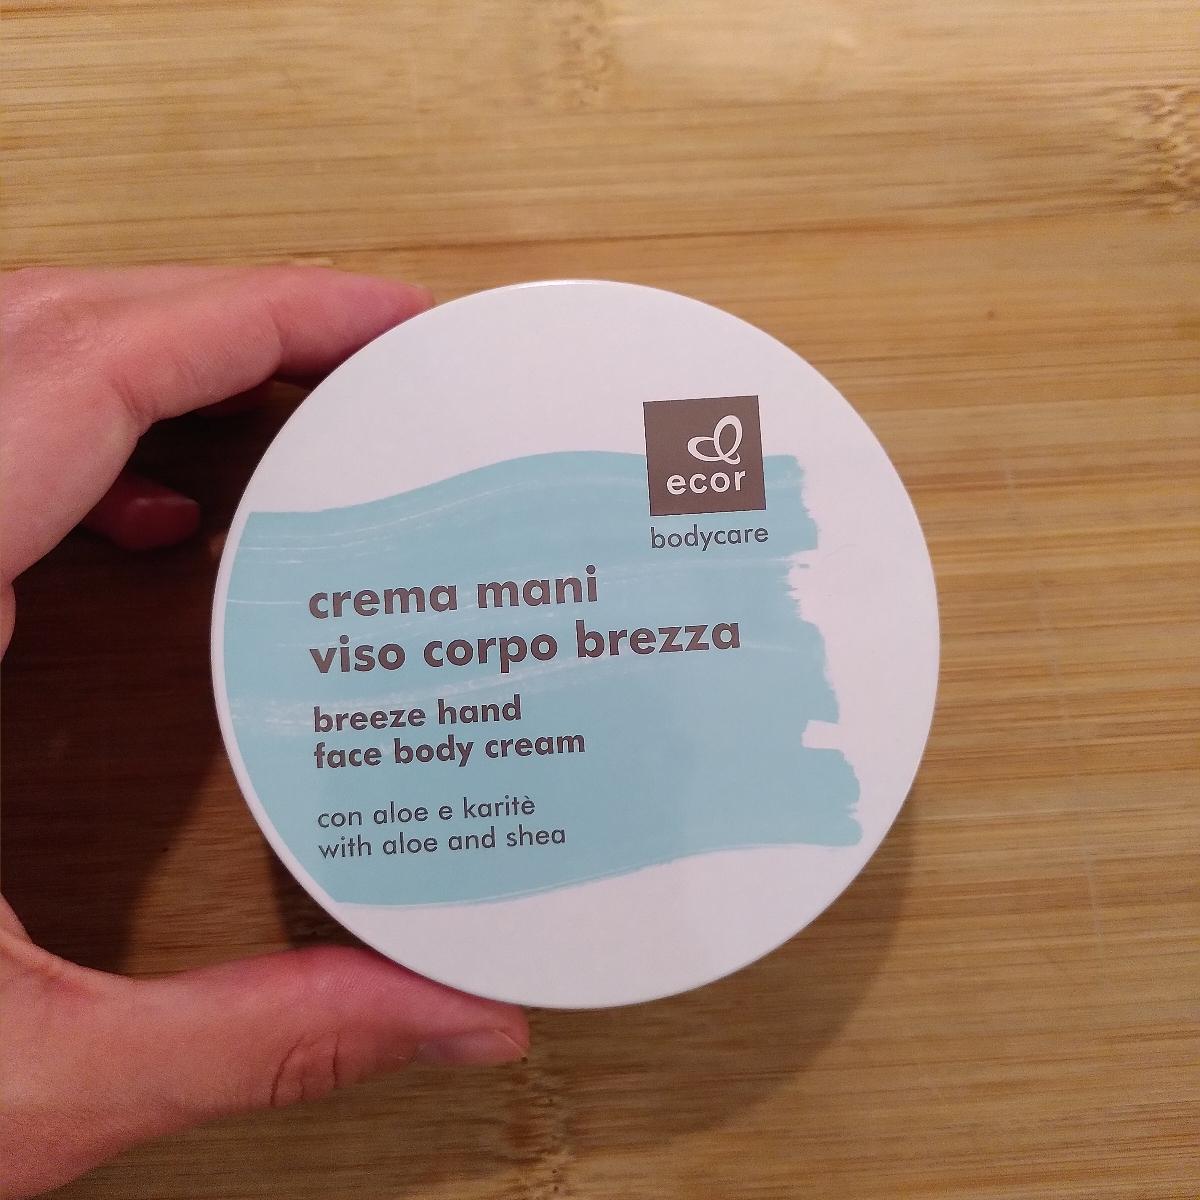 ecor
bodycare
crema mani
viso corpo brezza
breeze hand
face body cream
con aloe e karitè
with aloe and shea